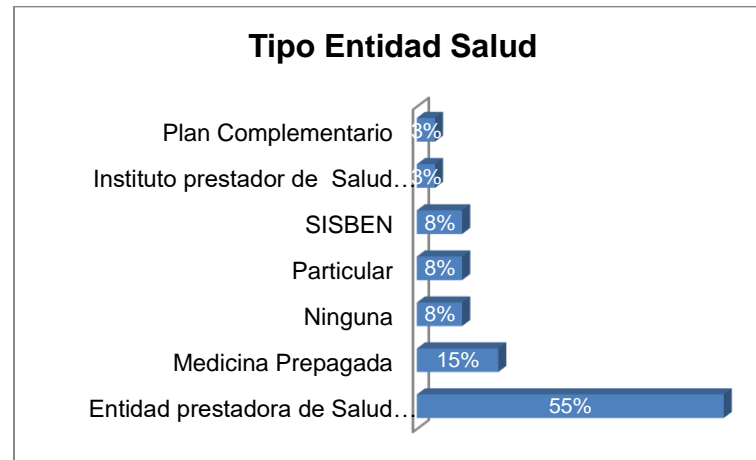 Tipo Entidad Salud
Plan Complementario 3%
Instituto prestador de Salud… 3%
SISBEN 8%
Particular 8%
Ninguna 8%
Medicina Prepagada 15%
Entidad prestadora de Salud… 55%